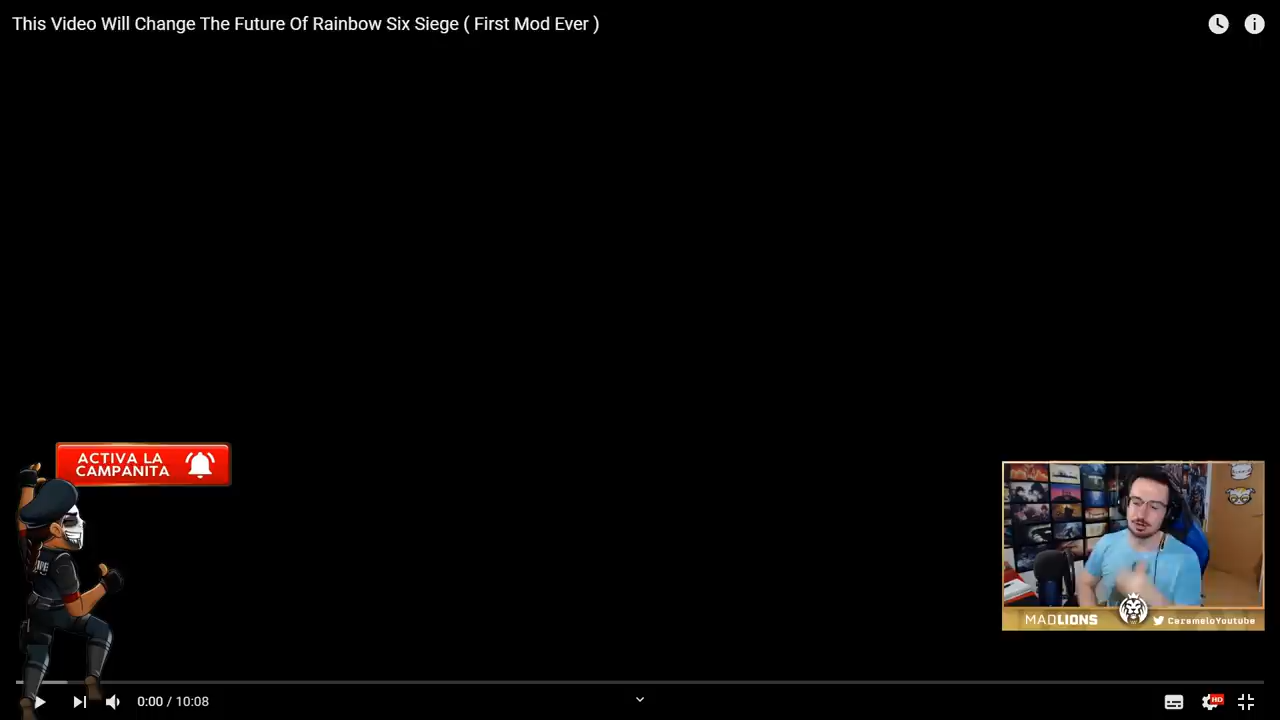 This Video Will Change The Future Of Rainbow Six Siege ( First Mod Ever )
ACTIVA LA
CAMPANITA
MADLIONS
CaremeloYoutube
0:00 / 10:08
HD